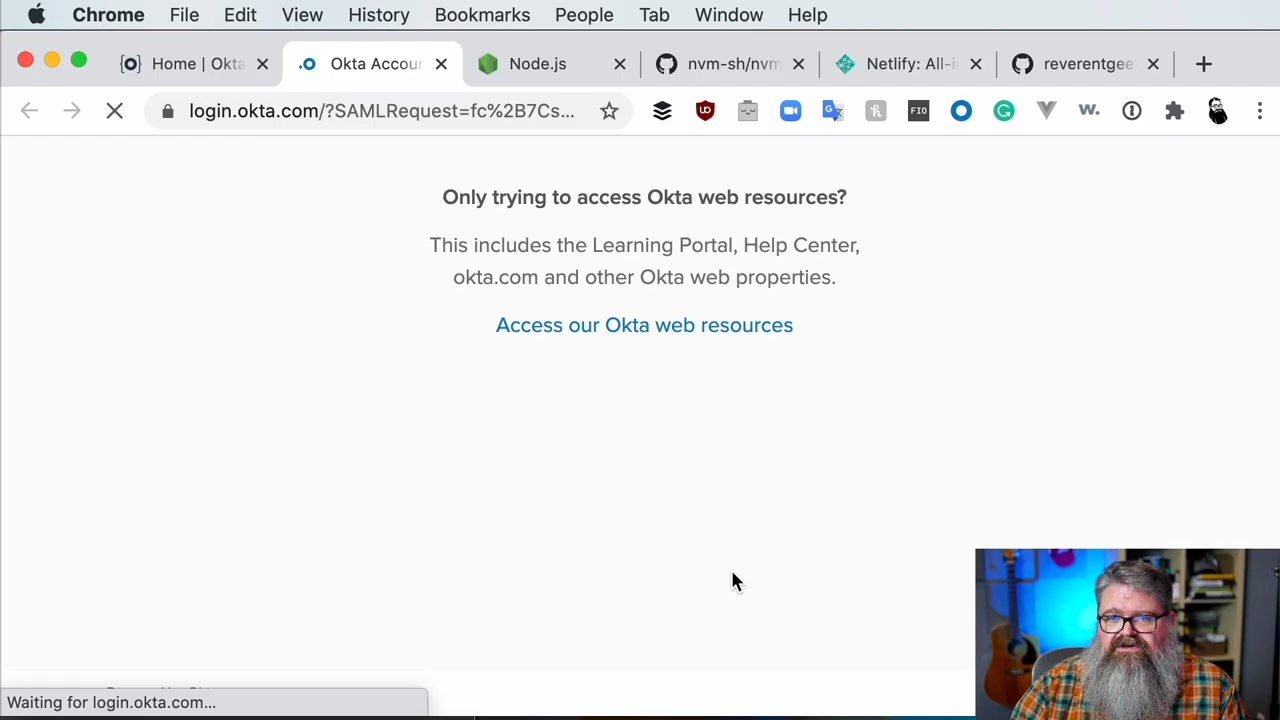 Chrome File Edit View History Bookmarks People Tab Window Help
Home | Okta Okta Accour Node.js nvm-sh/nvm Netlify: All-i reverentgee
login.okta.com/?SAMLRequest=fc%2B7Cs...
FIO
Only trying to access Okta web resources?
This includes the Learning Portal, Help Center,
okta.com and other Okta web properties.
Access our Okta web resources
Waiting for login.okta.com...